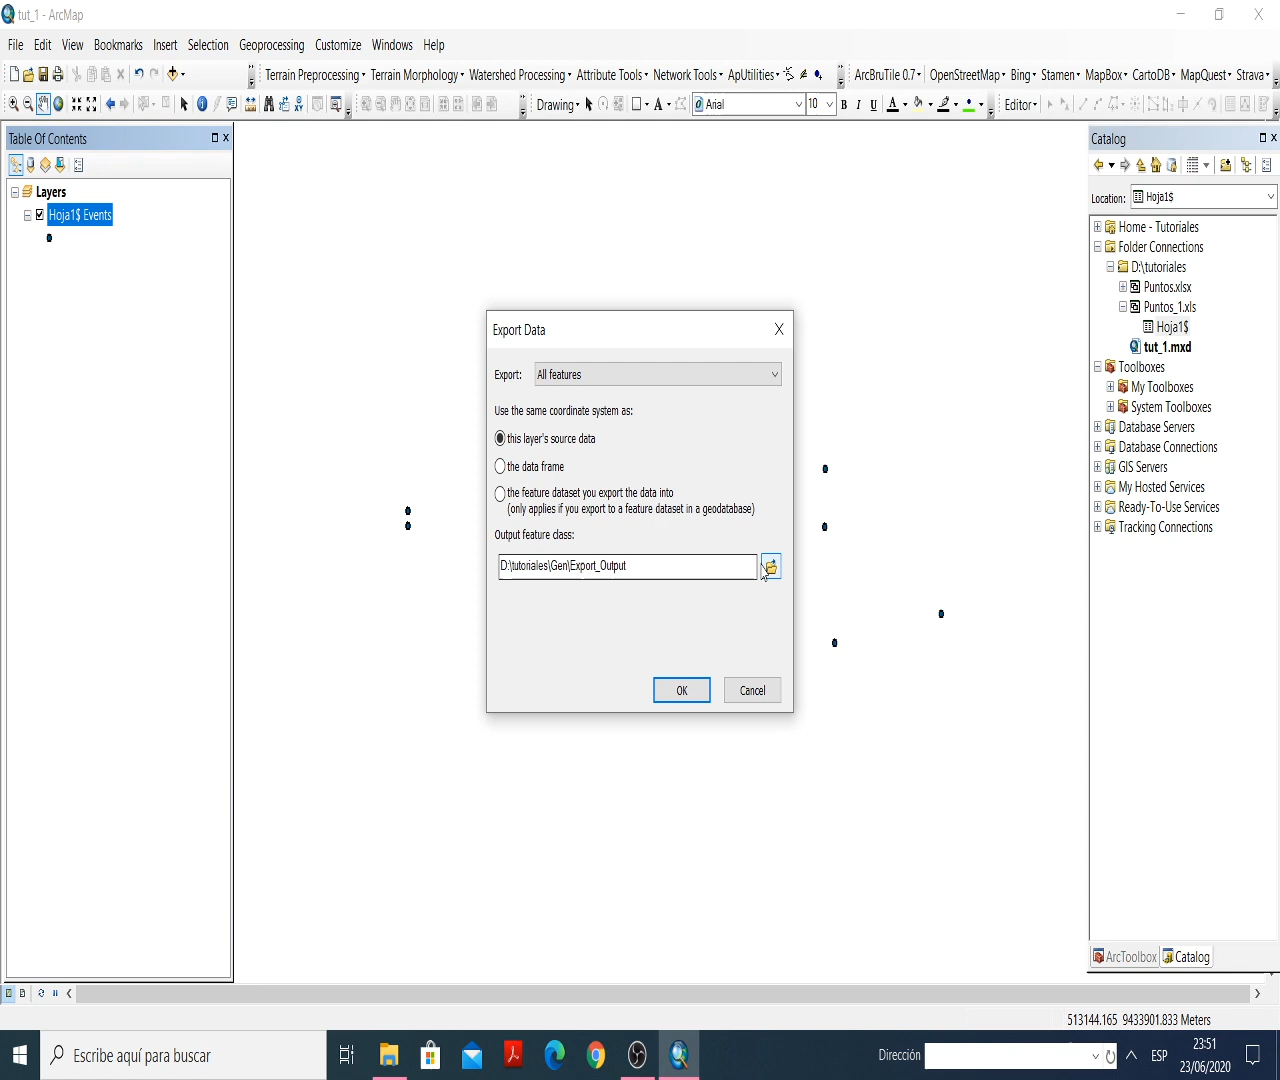 tut_1 - ArcMap
File Edit View Bookmarks Insert Selection Geoprocessing Customize Windows Help
Terrain Preprocessing Terrain Morphology Watershed Processing Attribute Tools Network Tools ApUtilities ArcBruTile 0.7 OpenStreetMap Bing Stamen MapBox CartoDB MapQuest Strava
Drawing A Arial 10 B I U A Editor
Table Of Contents
Layers
Hoja1$ Events
Export Data
Export: All features
Use the same coordinate system as:
this layer's source data
the data frame
the feature dataset you export the data into
(only applies if you export to a feature dataset in a geodatabase)
Output feature class:
D:\tutoriales\Gen\Export_Output
OK Cancel
Catalog
Location: Hoja1$
Home - Tutoriales
Folder Connections
D:\tutoriales
Puntos.xlsx
Puntos_1.xls
Hoja1$
tut_1.mxd
Toolboxes
My Toolboxes
System Toolboxes
Database Servers
Database Connections
GIS Servers
My Hosted Services
Ready-To-Use Services
Tracking Connections
ArcToolbox Catalog
513144.165 9433901.833 Meters
Escribe aquí para buscar
Dirección
ESP
23:51
23/06/2020